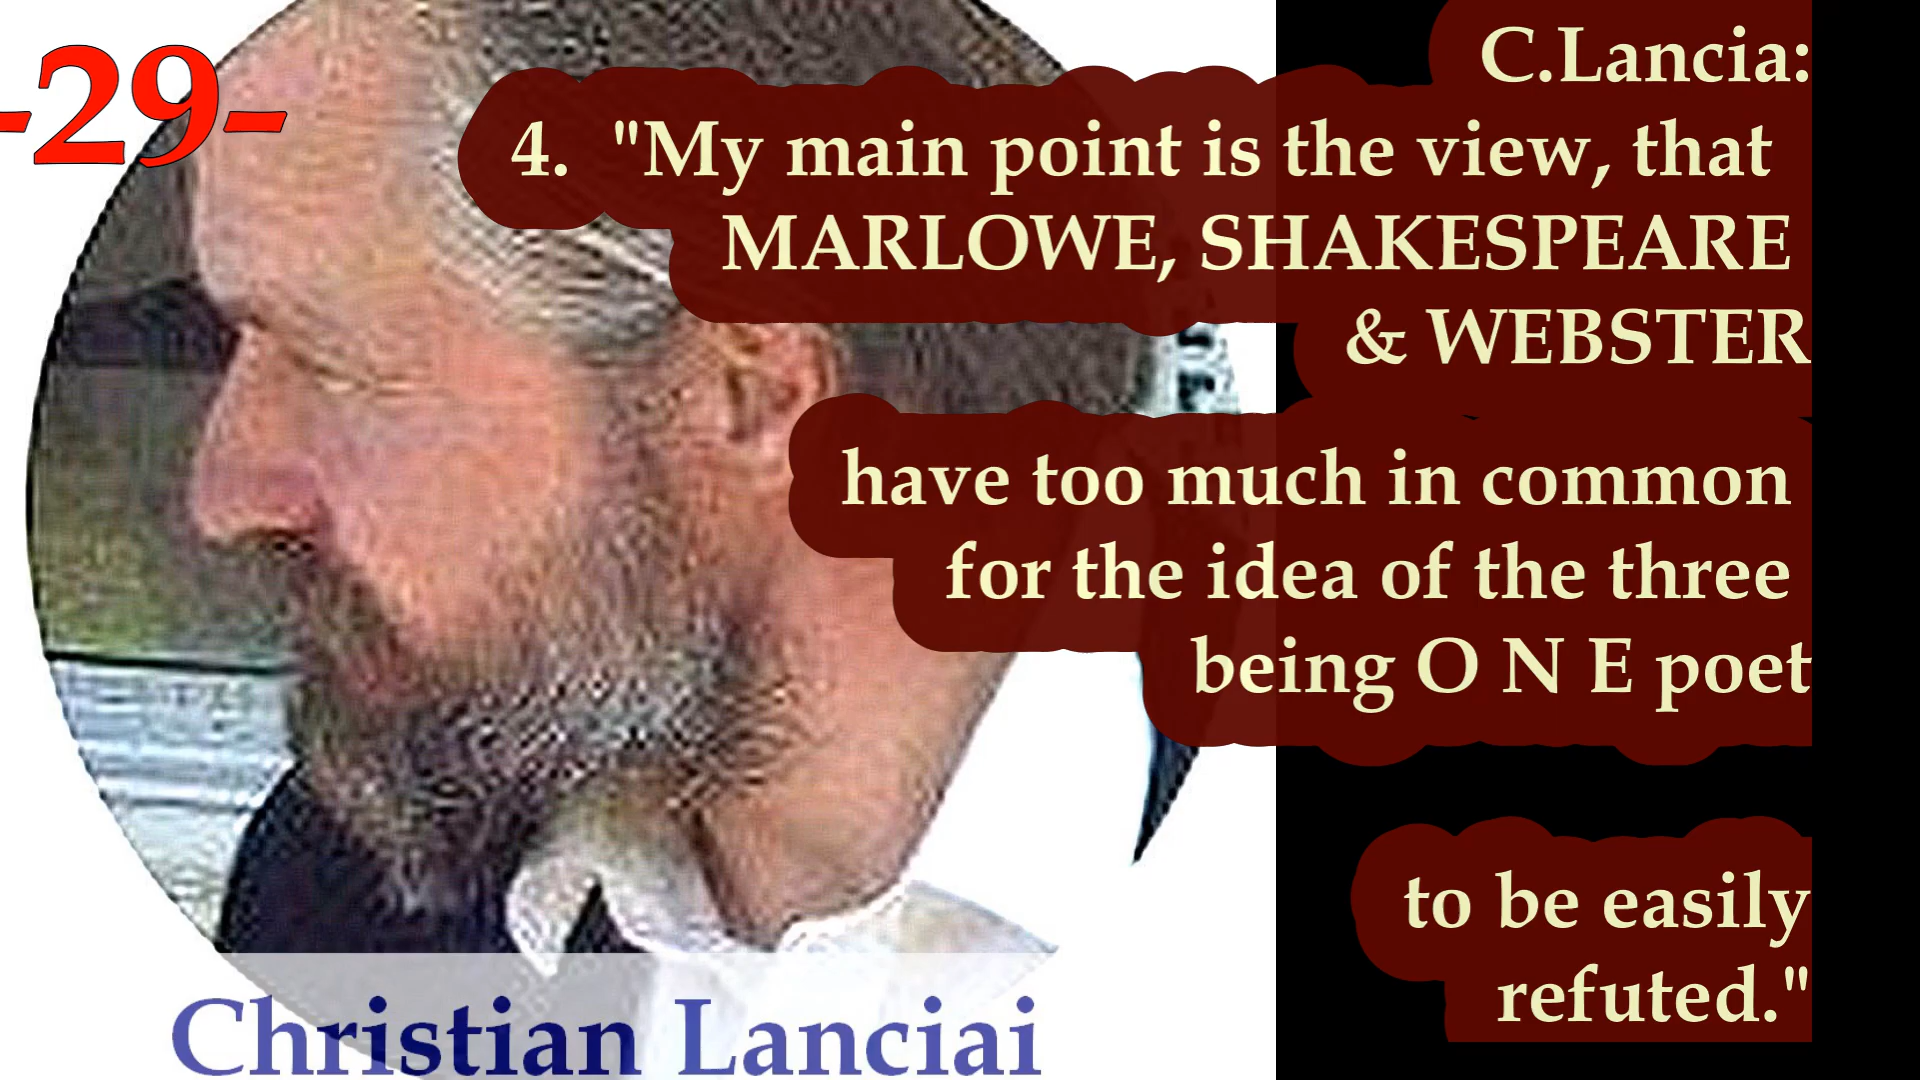 -29-
C.Lancia:
4. "My main point is the view, that
MARLOWE, SHAKESPEARE
& WEBSTER
have too much in common
for the idea of the three
being O N E poet
to be easily
refuted."
Christian Lanciai